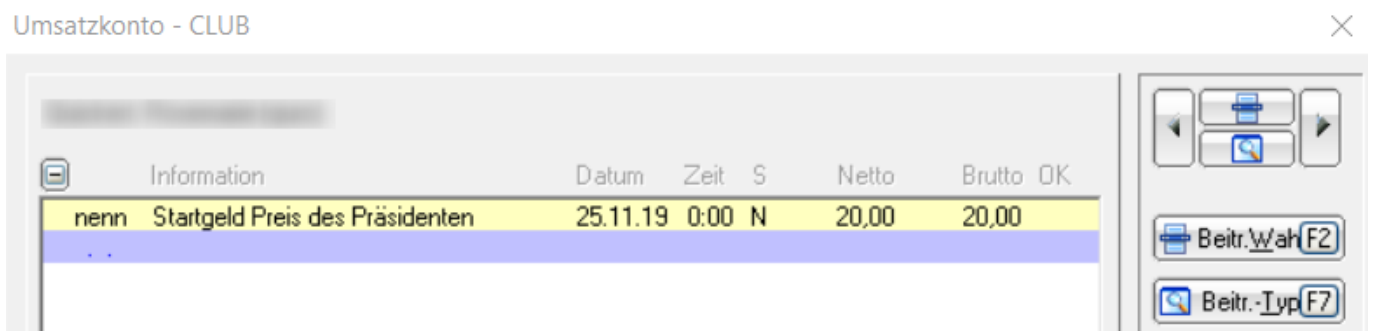 Umsatzkonto - CLUB
Information Datum Zeit S Netto Brutto OK
nenn Startgeld Preis des Präsidenten 25.11.19 0:00 N 20,00 20,00
. .
Beitr.Wah F2
Beitr.-Typ F7